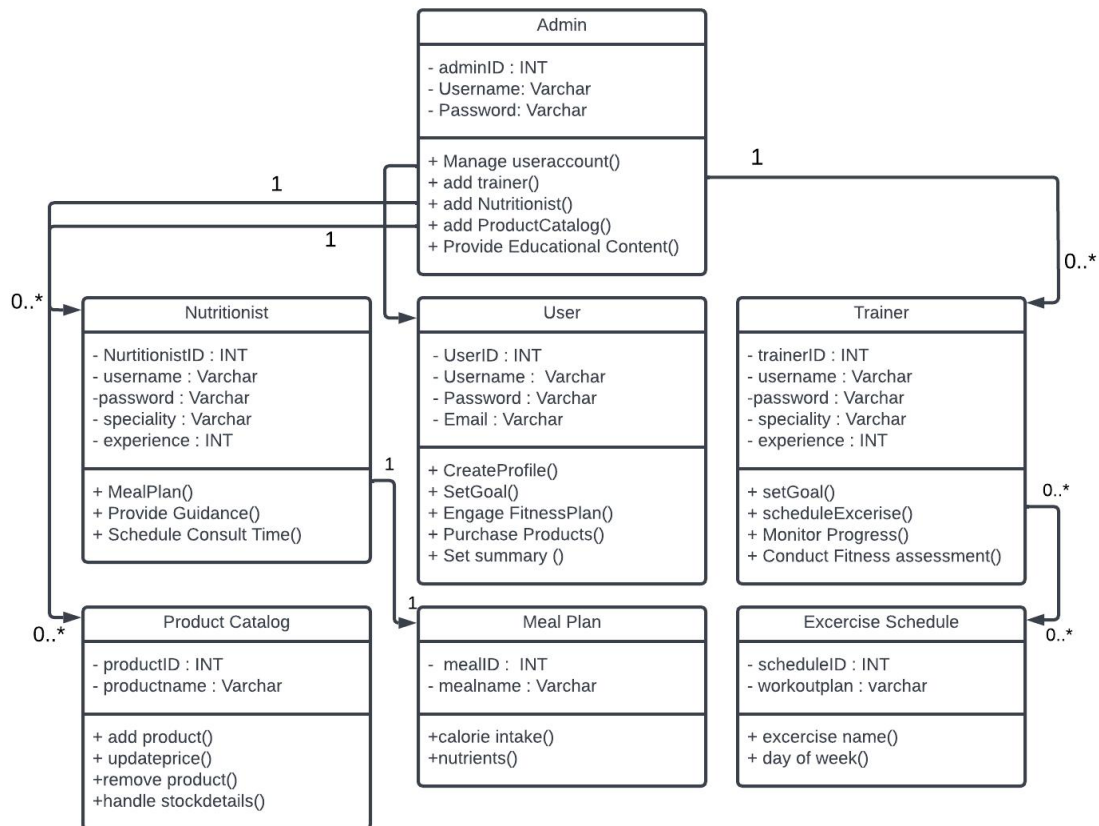 Admin
- adminID : INT
- Username: Varchar
- Password: Varchar
+ Manage useraccount()
+ add trainer()
+ add Nutritionist()
+ add ProductCatalog()
+ Provide Educational Content()
1
1
1
0..*
0..*
Nutritionist
- NurtitionistID : INT
- username : Varchar
-password : Varchar
- speciality : Varchar
- experience : INT
+ MealPlan()
+ Provide Guidance()
+ Schedule Consult Time()
User
- UserID : INT
- Username :  Varchar
- Password : Varchar
- Email : Varchar
+ CreateProfile()
+ SetGoal()
+ Engage FitnessPlan()
+ Purchase Products()
+ Set summary ()
Trainer
- trainerID : INT
- username : Varchar
-password : Varchar
- speciality : Varchar
- experience : INT
+ setGoal()
+ scheduleExcerise()
+ Monitor Progress()
+ Conduct Fitness assessment()
1
0..*
1
0..*
0..*
Product Catalog
- productID : INT
- productname : Varchar
+ add product()
+ updateprice()
+remove product()
+handle stockdetails()
Meal Plan
-  mealID :  INT
- mealname : Varchar
+calorie intake()
+nutrients()
Excercise Schedule
- scheduleID : INT
- workoutplan : varchar
+ excercise name()
+ day of week()